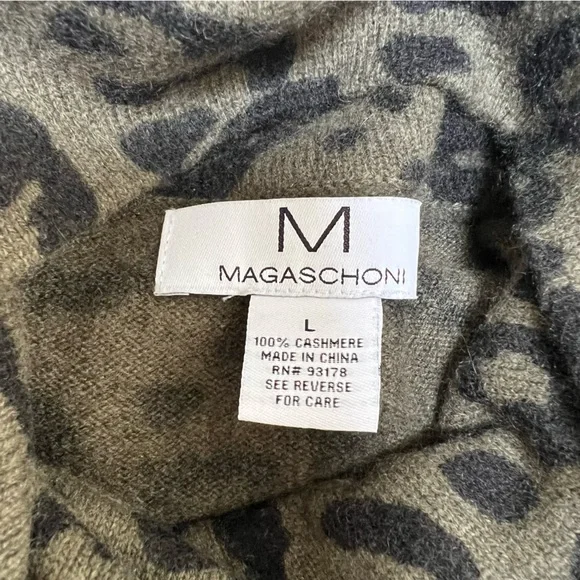 M
MAGASCHONI
L
100% CASHMERE
MADE IN CHINA
RN# 93178
SEE REVERSE
FOR CARE